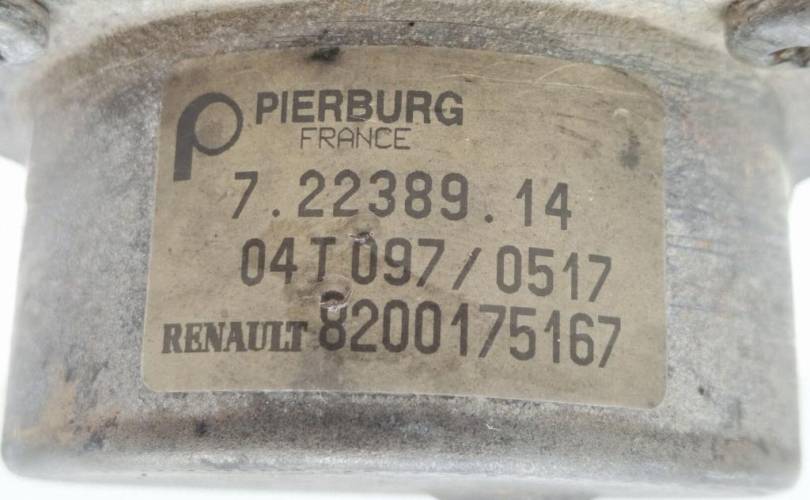 PIERBURG
FRANCE
7.22389.14
04T097/0517
RENAULT 8200175167